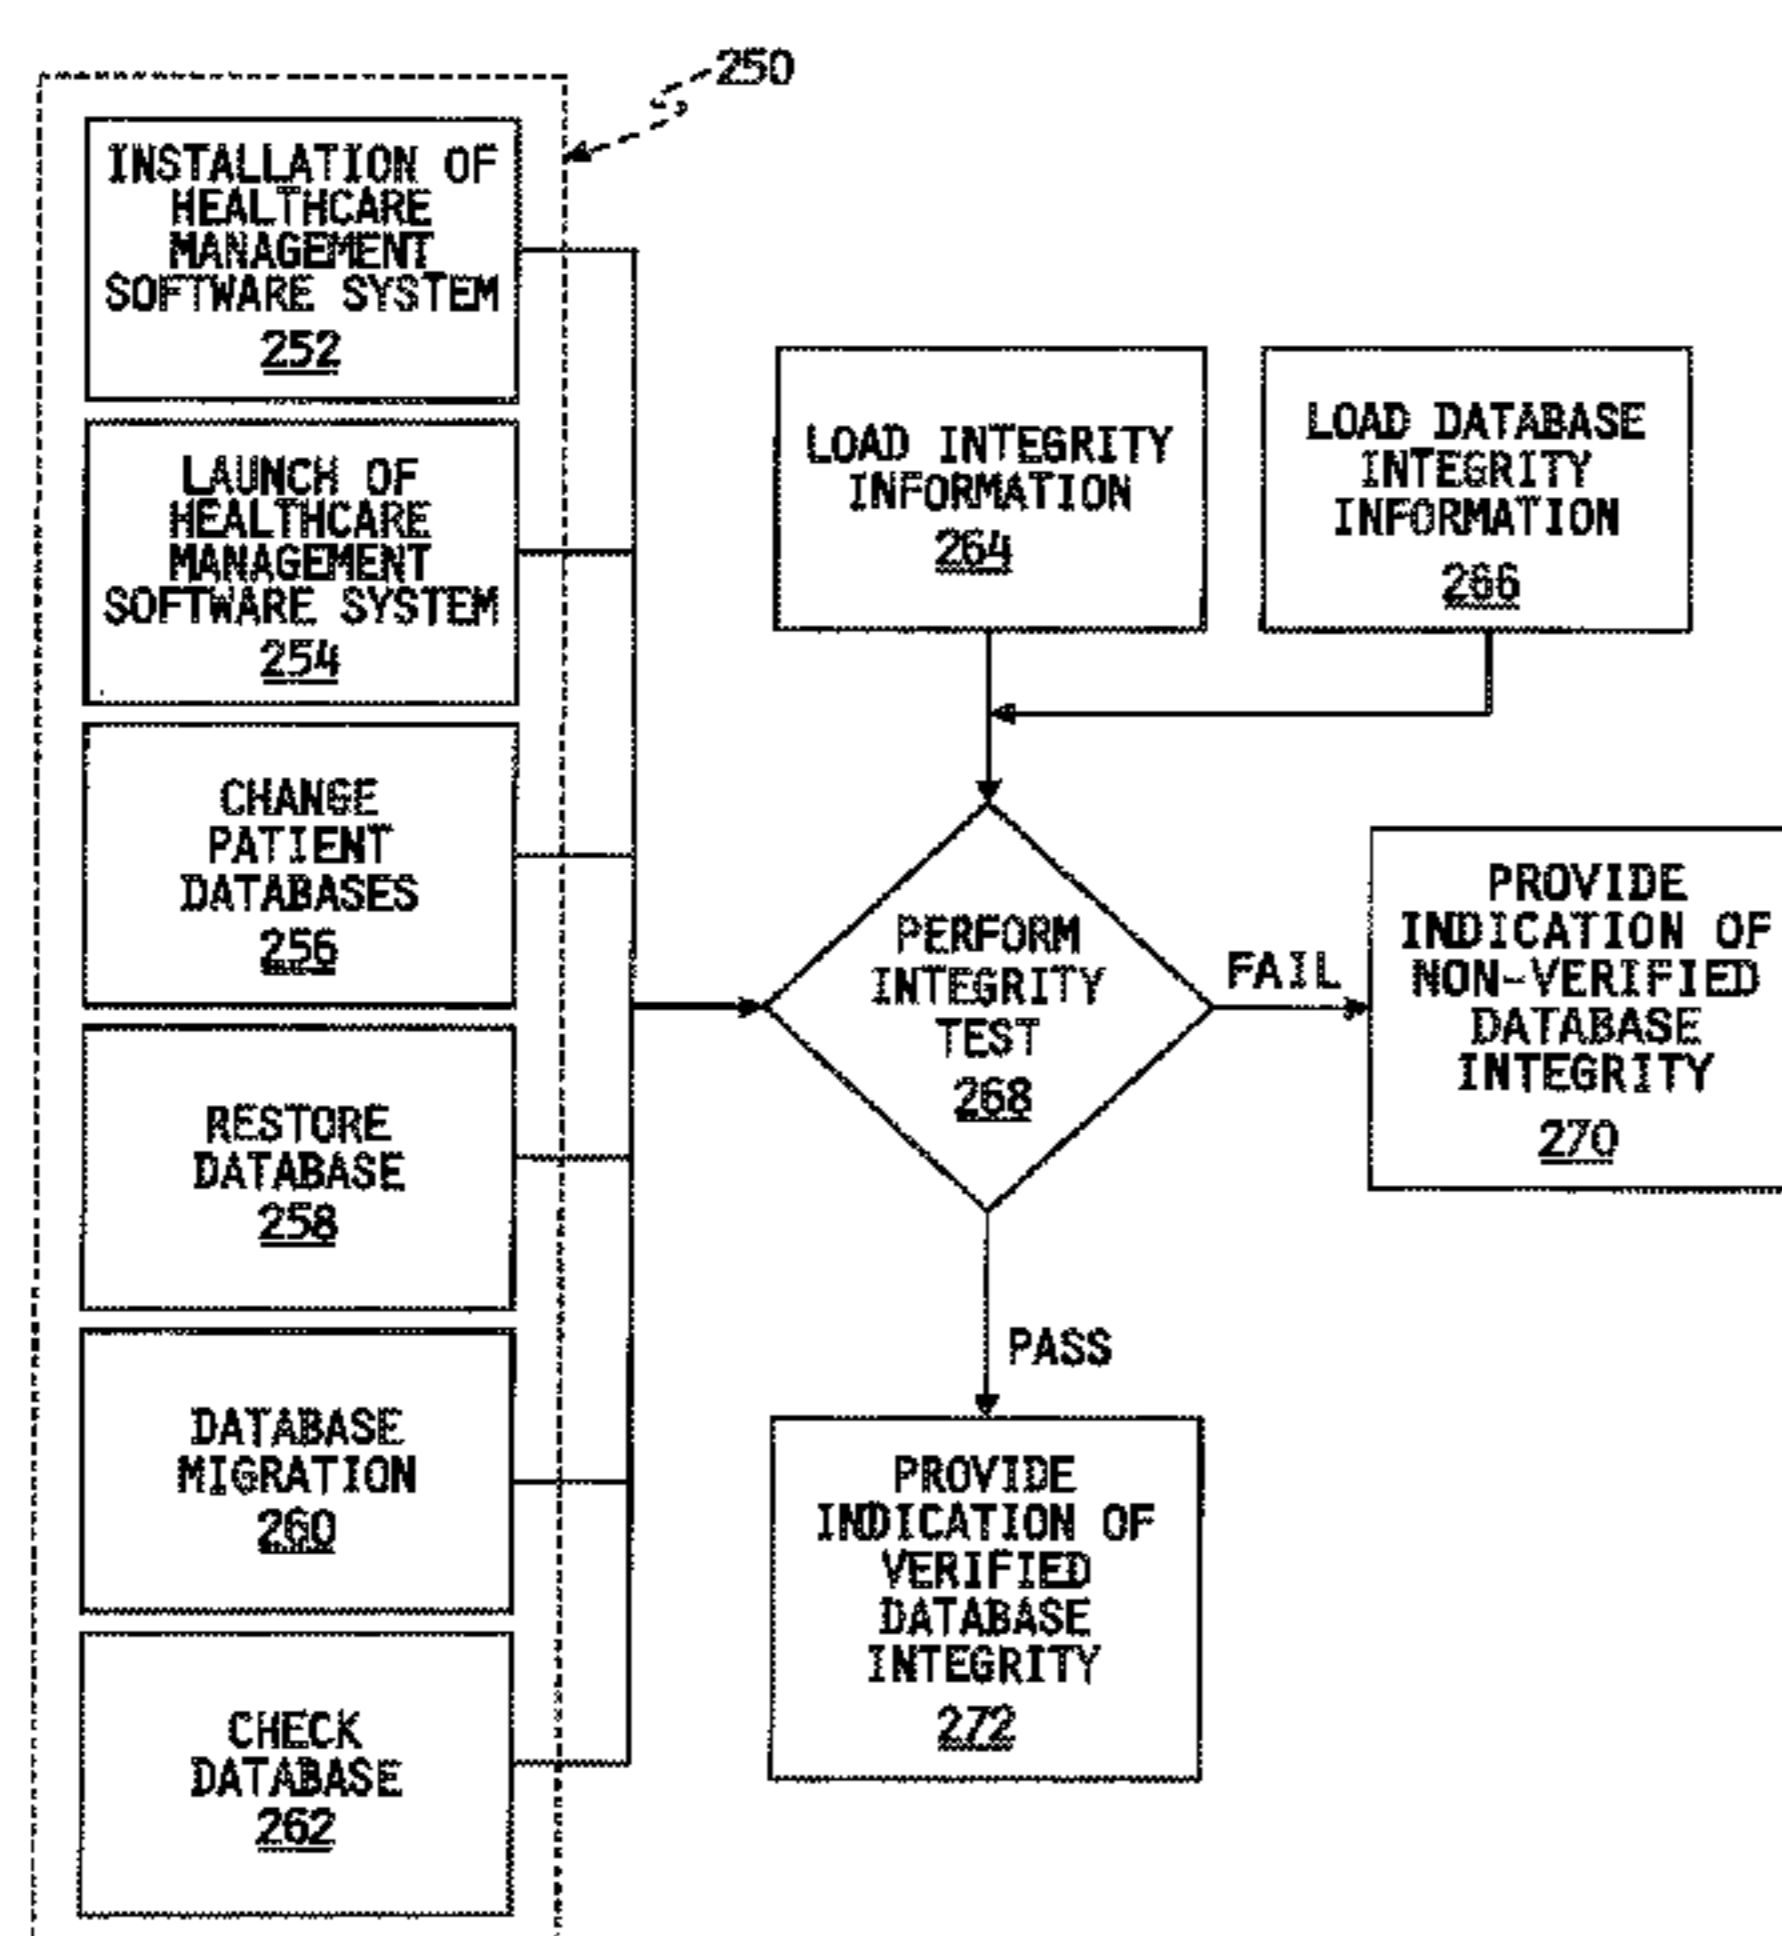 250
INSTALLATION OF
HEALTHCARE
MANAGEMENT
SOFTWARE SYSTEM
252
LAUNCH OF
HEALTHCARE
MANAGEMENT
SOFTWARE SYSTEM
254
CHANGE
PATIENT
DATABASES
256
RESTORE
DATABASE
258
DATABASE
MIGRATION
260
CHECK
DATABASE
262
LOAD INTEGRITY
INFORMATION
264
LOAD DATABASE
INTEGRITY
INFORMATION
266
PERFORM
INTEGRITY
TEST
268
FAIL
PROVIDE
INDICATION OF
NON-VERIFIED
DATABASE
INTEGRITY
270
PASS
PROVIDE
INDICATION OF
VERIFIED
DATABASE
INTEGRITY
272